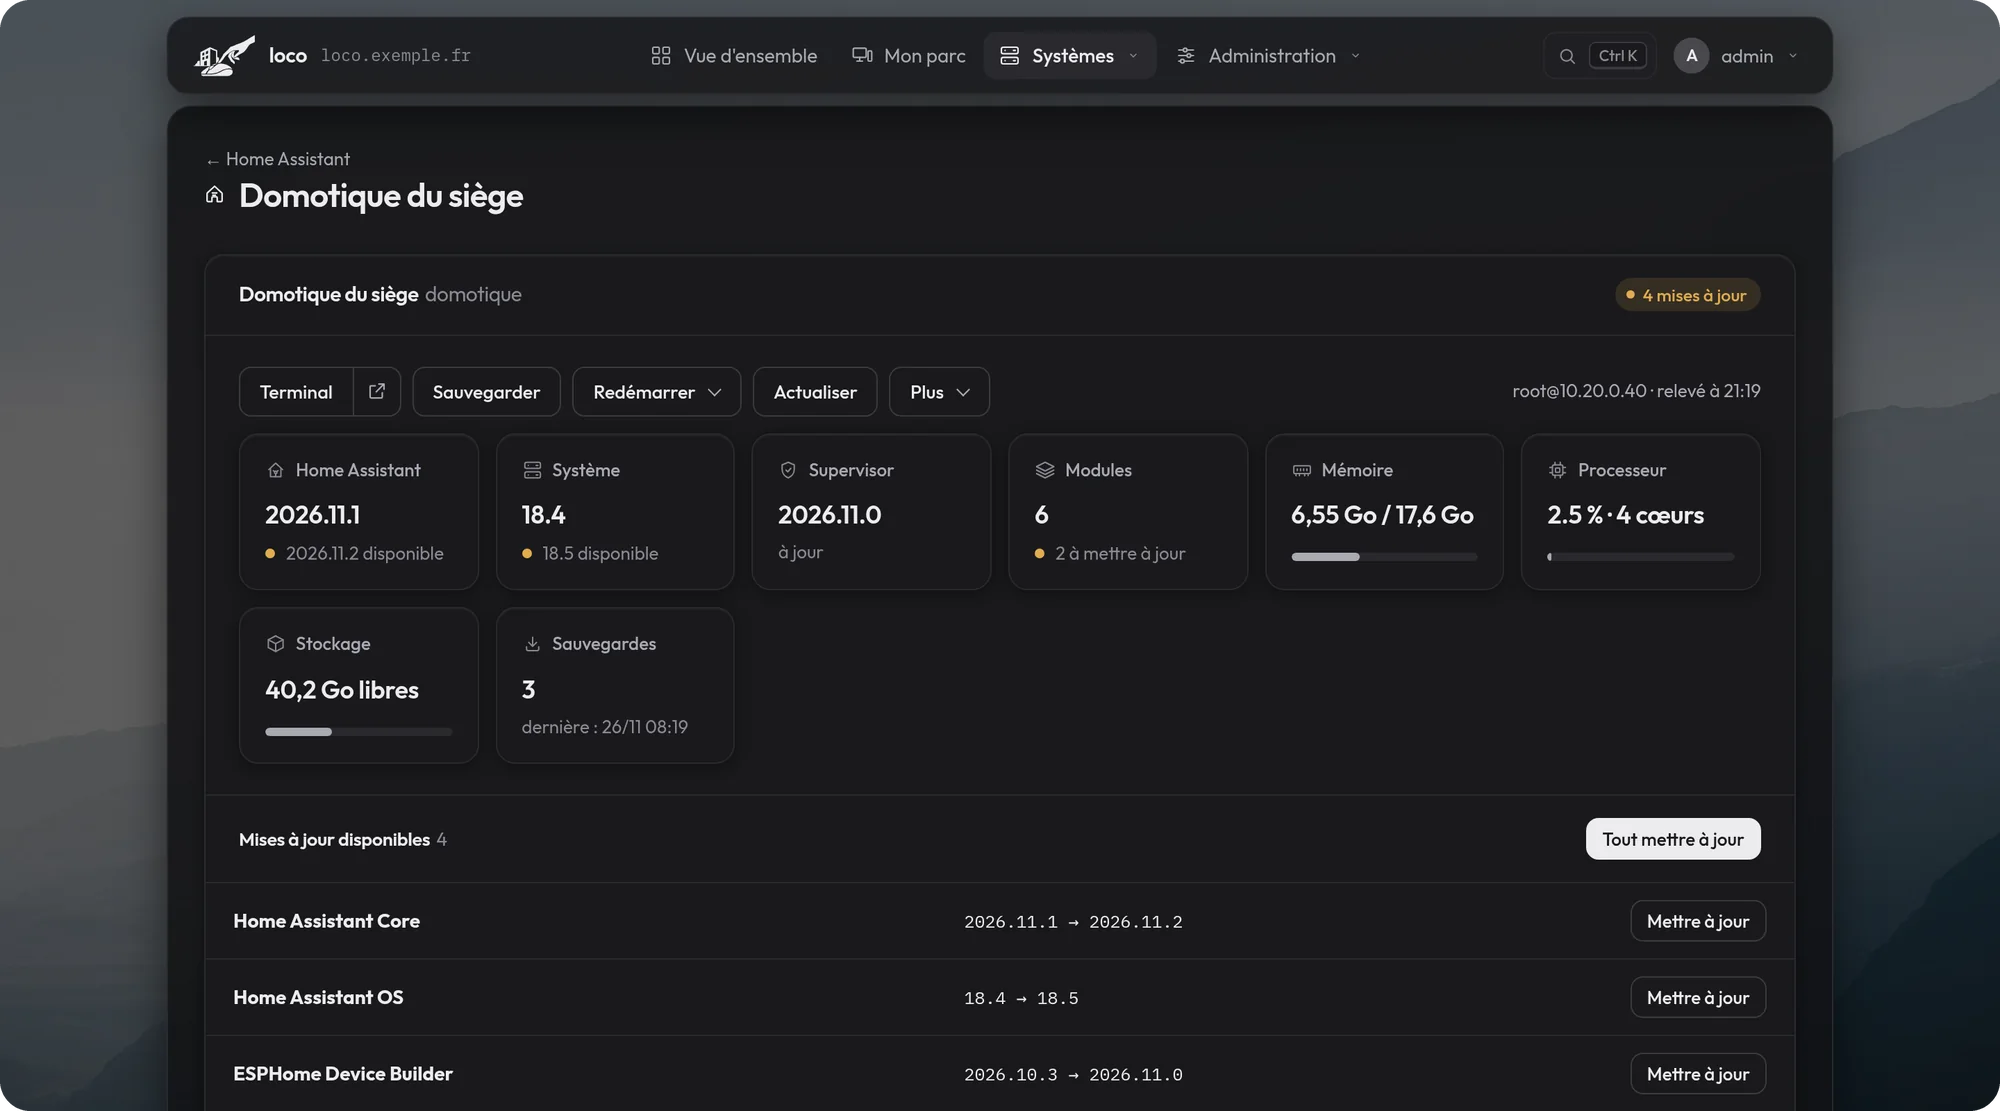 loco loco.exemple.fr Vue d'ensemble Mon parc Systèmes Administration Ctrl K A admin
← Home Assistant
Domotique du siège
Domotique du siège domotique 4 mises à jour
Terminal Sauvegarder Redémarrer Actualiser Plus root@10.20.0.40 · relevé à 21:19
Home Assistant Système Supervisor Modules Mémoire Processeur
2026.11.1 18.4 2026.11.0 6 6,55 Go / 17,6 Go 2.5 % · 4 cœurs
2026.11.2 disponible 18.5 disponible à jour 2 à mettre à jour
Stockage Sauvegardes
40,2 Go libres 3
dernière : 26/11 08:19
Mises à jour disponibles 4 Tout mettre à jour
Home Assistant Core 2026.11.1 → 2026.11.2 Mettre à jour
Home Assistant OS 18.4 → 18.5 Mettre à jour
ESPHome Device Builder 2026.10.3 → 2026.11.0 Mettre à jour